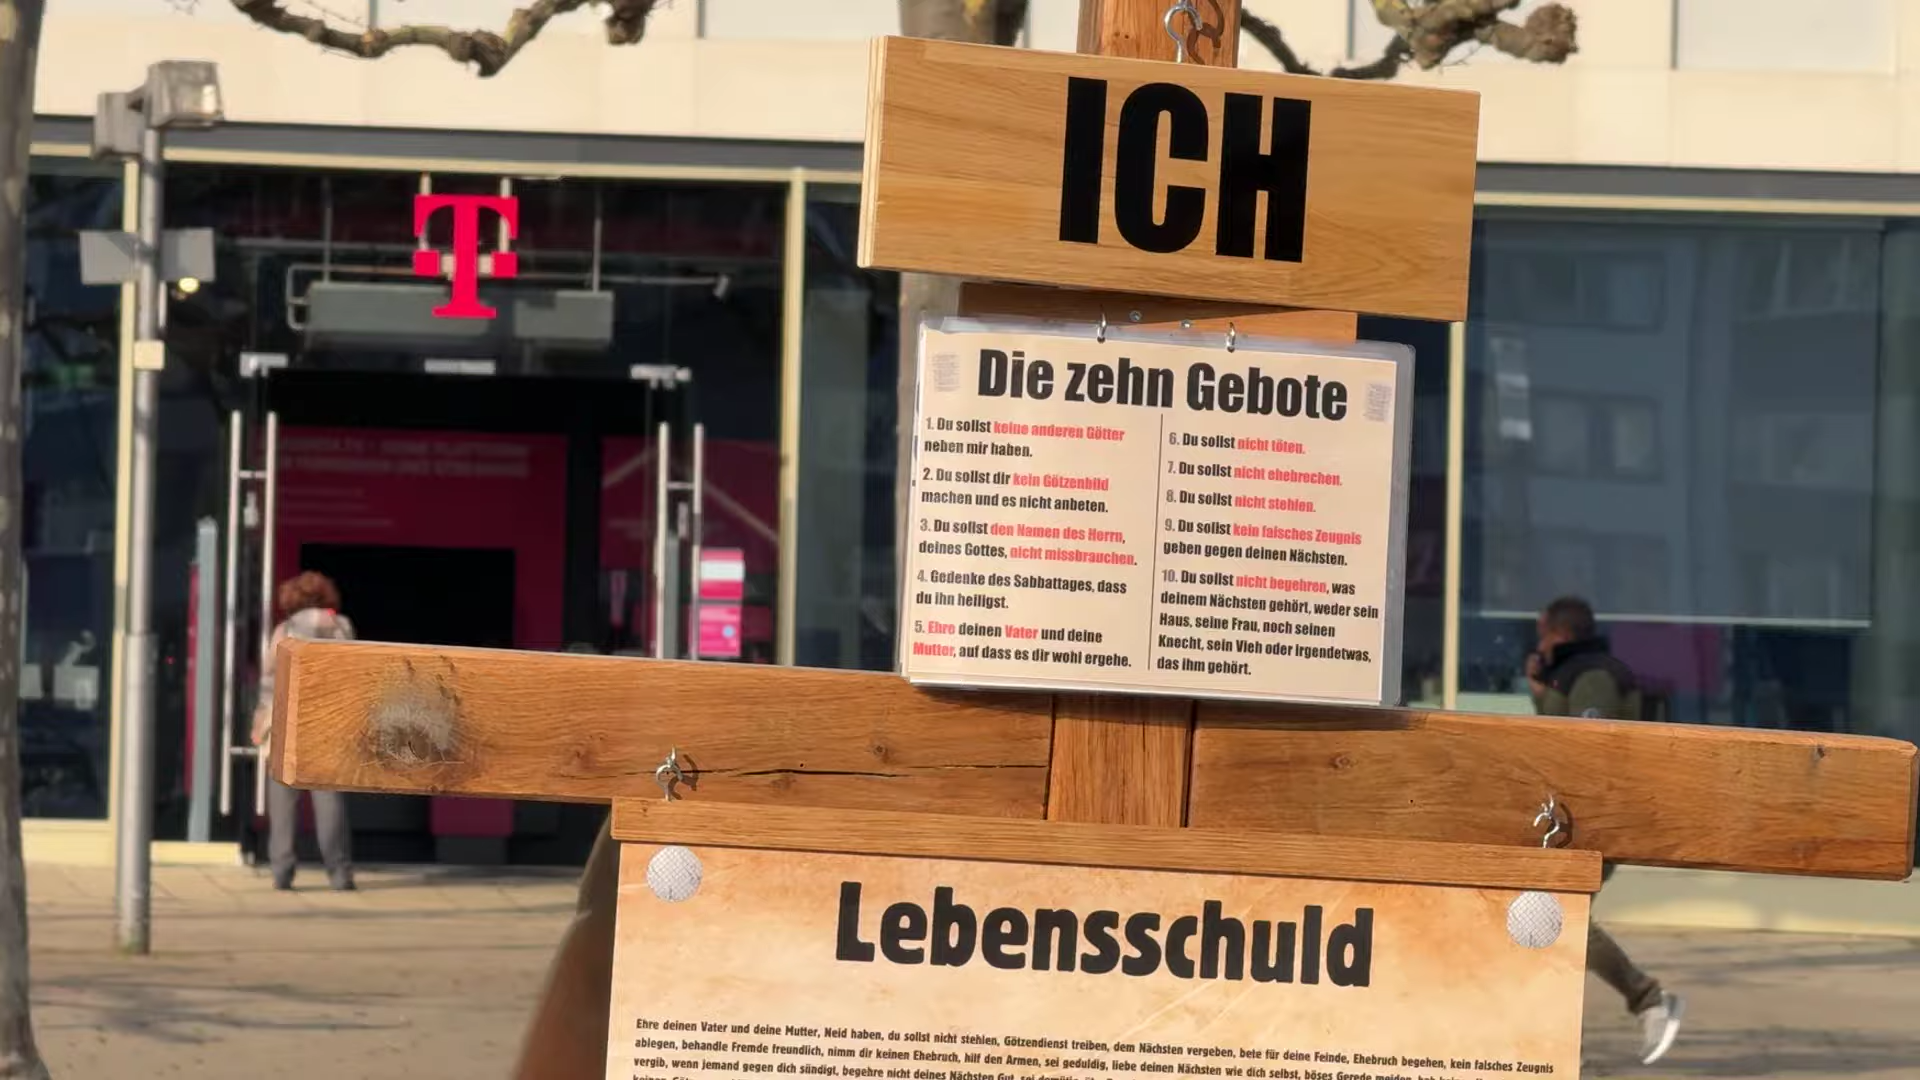 T
ICH
Die zehn Gebote
1. Du sollst keine anderen Götter
neben mir haben.
2. Du sollst dir kein Götzenbild
machen und es nicht anbeten.
3. Du sollst den Namen des Herrn,
deines Gottes, nicht missbrauchen.
4. Gedenke des Sabbattages, dass
du ihn heiligst.
5. Ehre deinen Vater und deine
Mutter, auf dass es dir wohl ergehe.
6. Du sollst nicht töten.
7. Du sollst nicht ehebrechen.
8. Du sollst nicht stehlen.
9. Du sollst kein falsches Zeugnis
geben gegen deinen Nächsten.
10. Du sollst nicht begehren, was
deinem Nächsten gehört, weder sein
Haus, seine Frau, noch seinen
Knecht, sein Vieh oder irgendetwas,
das ihm gehört.
Lebensschuld
Ehre deinen Vater und deine Mutter, Neid haben, du sollst nicht stehlen, Götzendienst treiben, dem Nächsten vergeben, bete für deine Feinde, Ehebruch begehen, kein falsches Zeugnis
ablegen, behandle Fremde freundlich, nimm dir keinen Ehebruch, hilf den Armen, sei geduldig, liebe deinen Nächsten wie dich selbst, böses Gerede meiden,
vergib, wenn jemand gegen dich sündigt, begehre nicht deines Nächsten Gut,